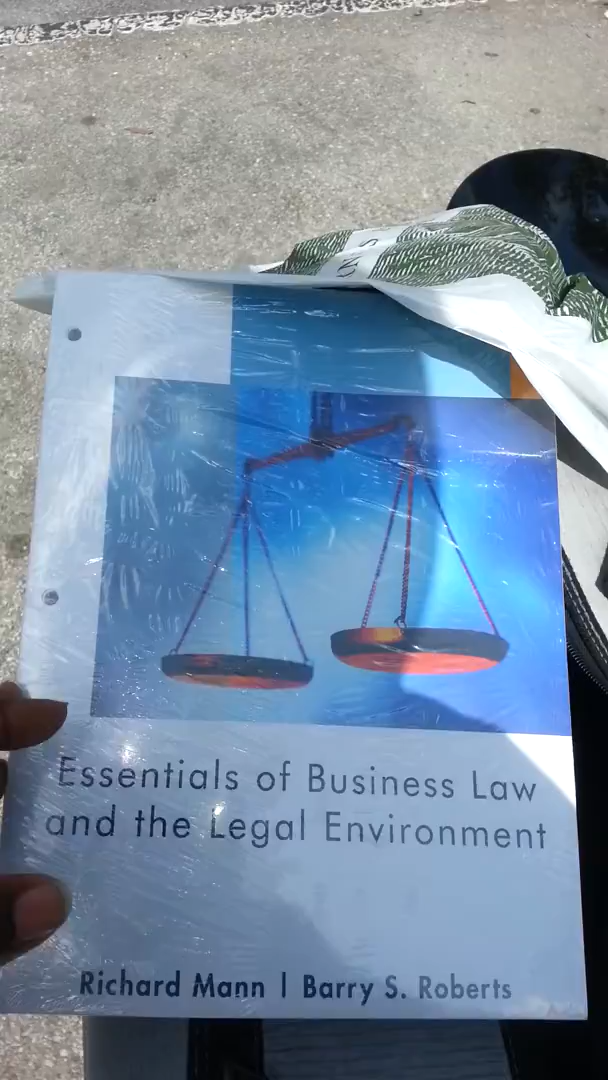 Essentials of Business Law
and the Legal Environment
Richard Mann | Barry S. Roberts